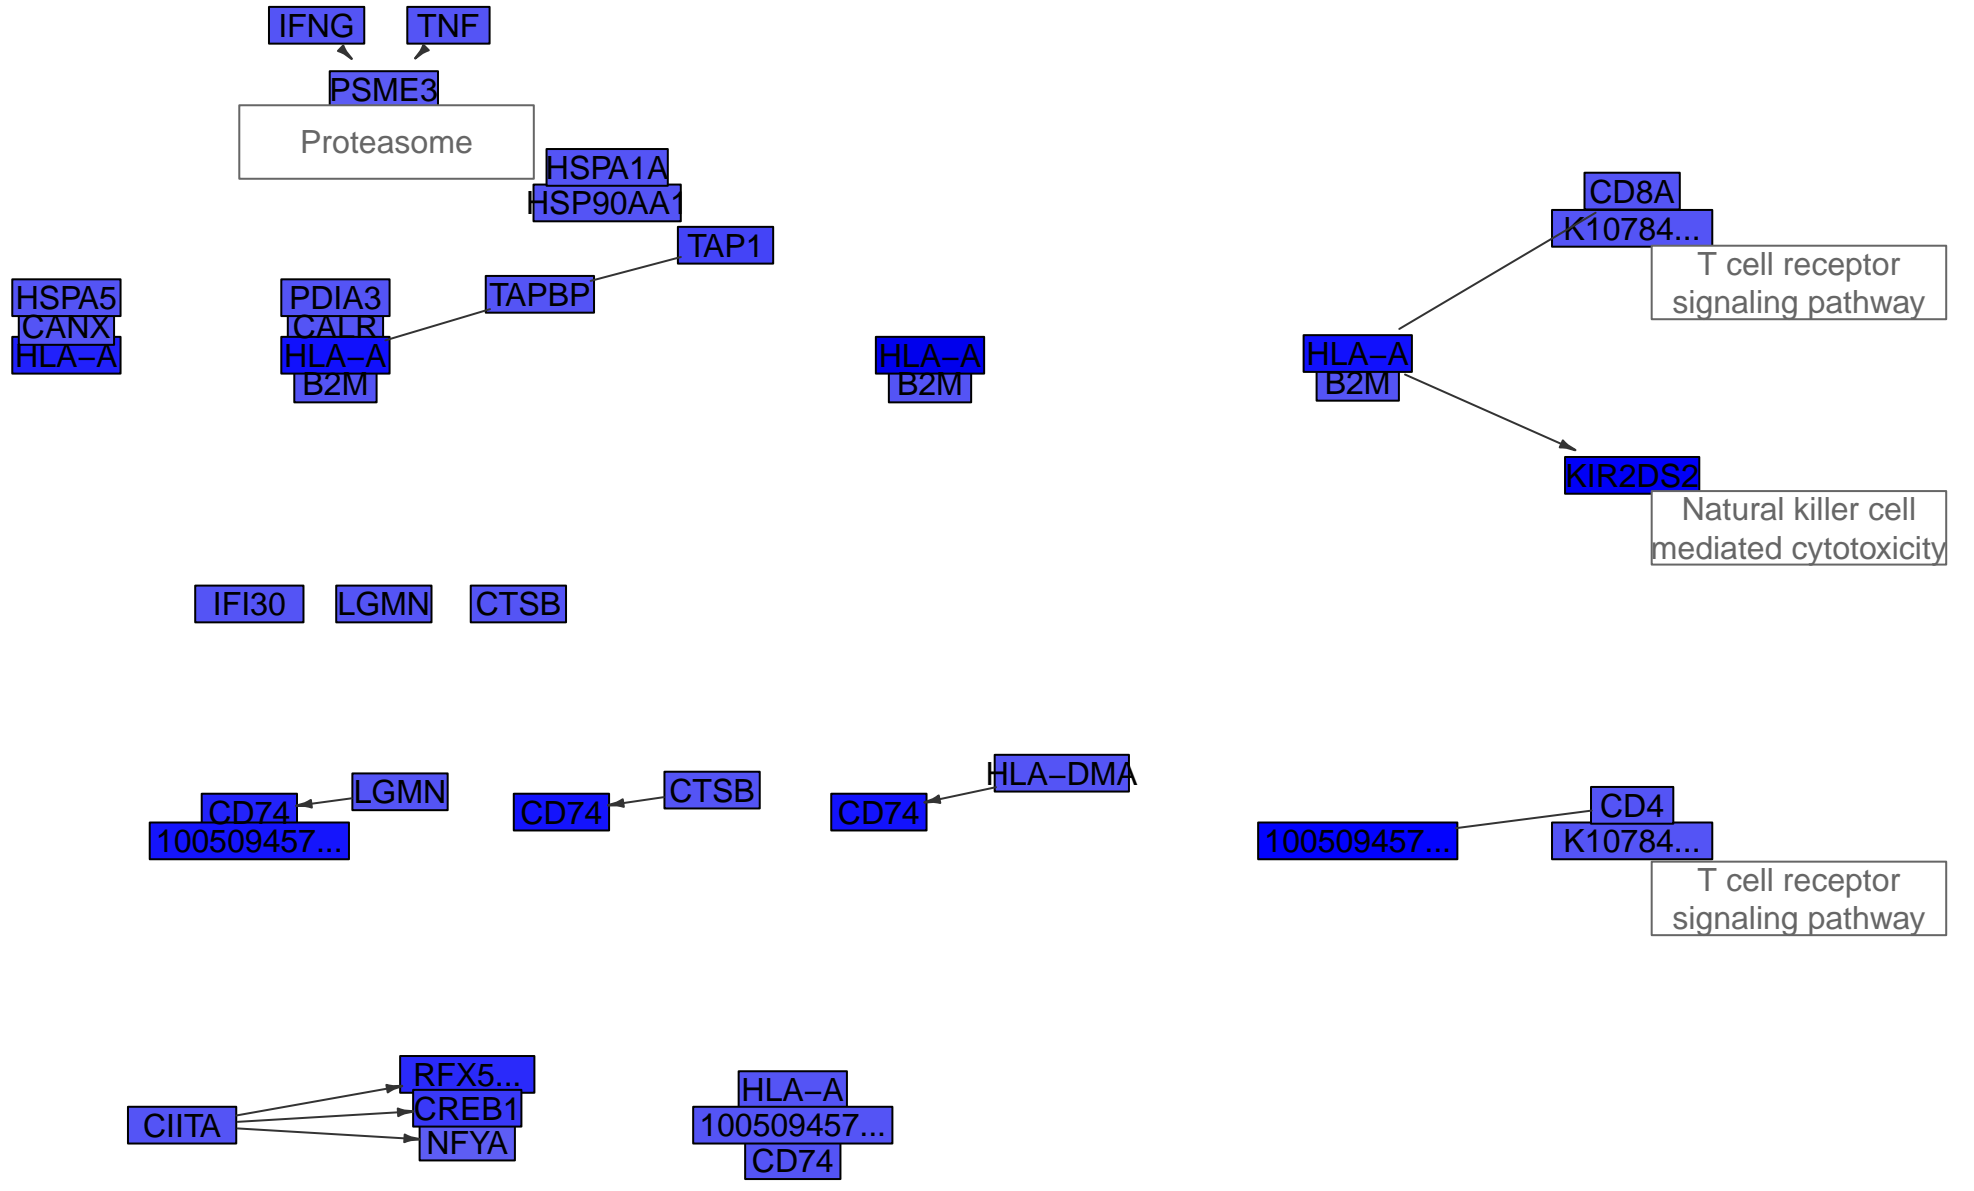 IFNG
TNF
PSME3
Proteasome
HSPA1A
HSP90AA1
CD8A
K10784...
TAP1
T cell receptor
signaling pathway
HSPA5
PDIA3
TAPBP
CANX
CALR
HLA−A
HLA−A
HLA−A
HLA−A
B2M
B2M
B2M
KIR2DS2
Natural killer cell
mediated cytotoxicity
IFI30
LGMN
CTSB
HLA−DMA
LGMN
CTSB
CD74
CD74
CD74
CD4
100509457...
100509457...
K10784...
T cell receptor
signaling pathway
RFX5...
HLA−A
CREB1
CIITA
100509457...
NFYA
CD74